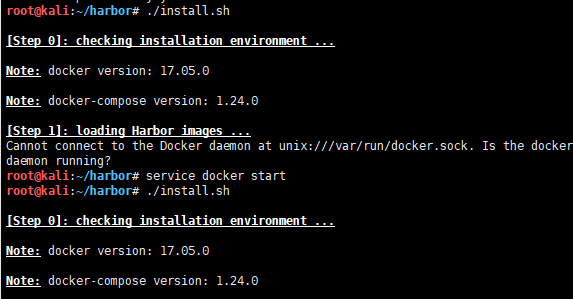 root@kali:~/harbor# ./install.sh
[Step 0]: checking installation environment ...
Note: docker version: 17.05.0
Note: docker-compose version: 1.24.0
[Step 1]: loading Harbor images ...
Cannot connect to the Docker daemon at unix:///var/run/docker.sock. Is the docker
daemon running?
root@kali:~/harbor# service docker start
root@kali:~/harbor# ./install.sh
[Step 0]: checking installation environment ...
Note: docker version: 17.05.0
Note: docker-compose version: 1.24.0